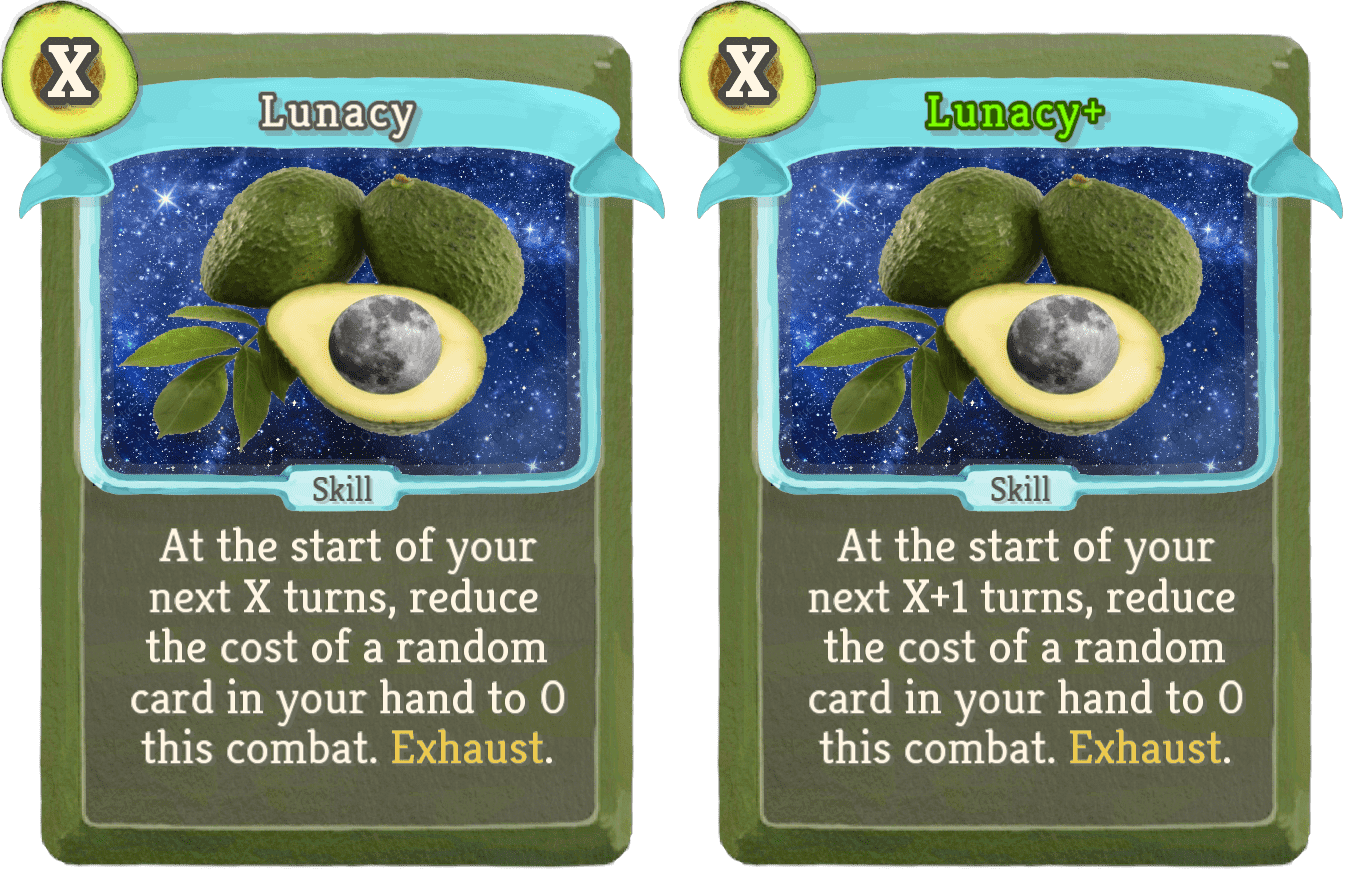 X
Lunacy
Skill
At the start of your
next X turns, reduce
the cost of a random
card in your hand to 0
this combat. Exhaust.
X
Lunacy+
Skill
At the start of your
next X+1 turns, reduce
the cost of a random
card in your hand to 0
this combat. Exhaust.